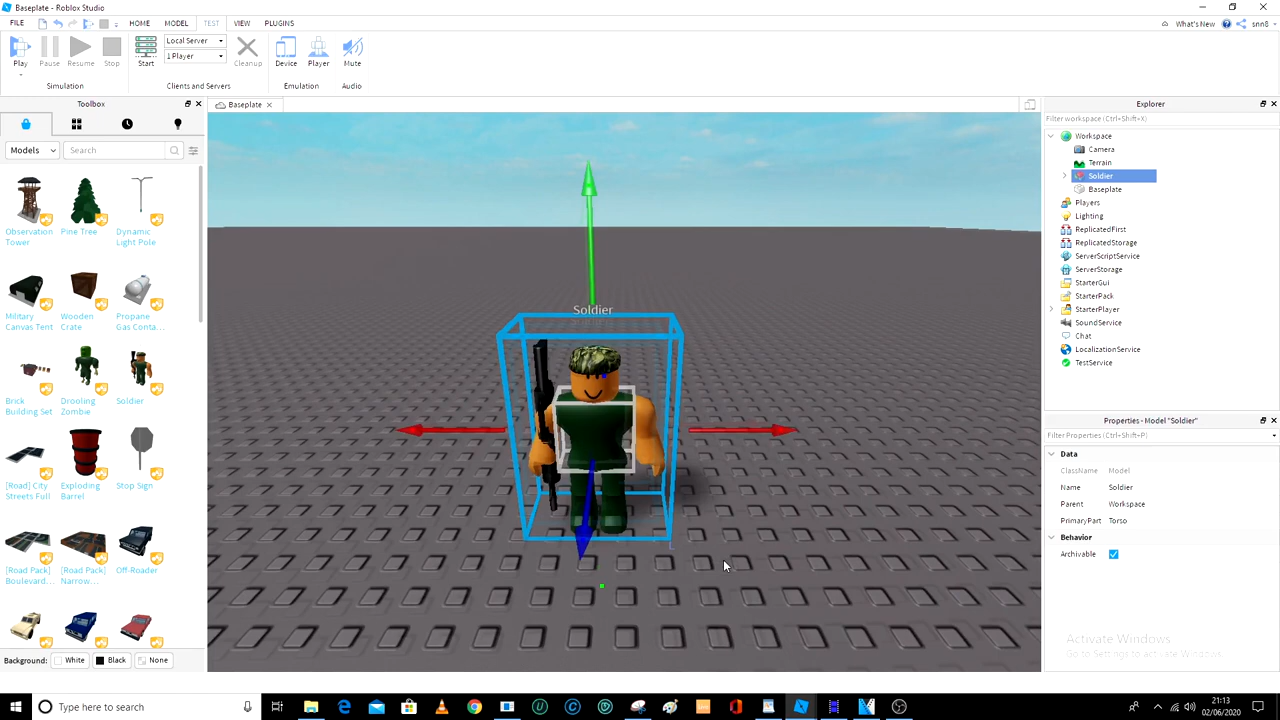 Baseplate - Roblox Studio
FILE HOME MODEL TEST VIEW PLUGINS What's New snn8
Play Pause Resume Stop
Local Server
1 Player
Start Cleanup Device Player Mute
Simulation Clients and Servers Emulation Audio
Toolbox
Baseplate
Models Search
Observation Tower
Pine Tree
Dynamic Light Pole
Military Canvas Tent
Wooden Crate
Propane Gas Conta...
Brick Building Set
Drooling Zombie
Soldier
[Road] City Streets Full
Exploding Barrel
Stop Sign
[Road Pack] Boulevard...
[Road Pack] Narrow...
Off-Roader
Background: White Black None
Soldier
Explorer
Filter workspace (Ctrl+Shift+X)
Workspace
Camera
Terrain
Soldier
Baseplate
Players
Lighting
ReplicatedFirst
ReplicatedStorage
ServerScriptService
ServerStorage
StarterGui
StarterPack
StarterPlayer
SoundService
Chat
LocalizationService
TestService
Properties - Model "Soldier"
Filter Properties (Ctrl+Shift+P)
Data
ClassName Model
Name Soldier
Parent Workspace
PrimaryPart Torso
Behavior
Archivable
Activate Windows
Go to Settings to activate Windows.
Type here to search
21:13
02/06/2020